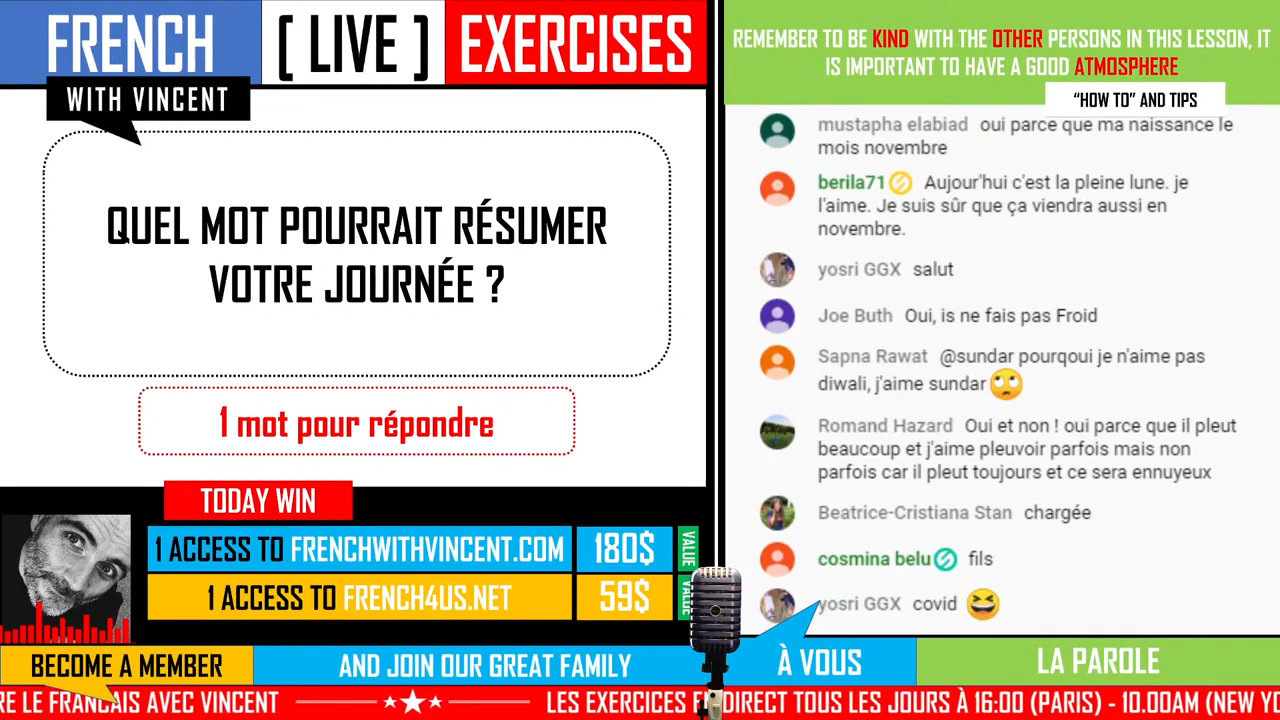 FRENCH [ LIVE ] EXERCISES
WITH VINCENT
QUEL MOT POURRAIT RÉSUMER
VOTRE JOURNÉE ?
1 mot pour répondre
TODAY WIN
1 ACCESS TO FRENCHWITHVINCENT.COM 180$ VALUE
1 ACCESS TO FRENCH4US.NET 59$ VALUE
REMEMBER TO BE KIND WITH THE OTHER PERSONS IN THIS LESSON, IT
IS IMPORTANT TO HAVE A GOOD ATMOSPHERE
“HOW TO” AND TIPS
mustapha elabiad oui parce que ma naissance le
mois novembre
berila71 Aujourd'hui c'est la pleine lune. je
l'aime. Je suis sûr que ça viendra aussi en
novembre.
yosri GGX salut
Joe Buth Oui, is ne fais pas Froid
Sapna Rawat @sundar pourqoui je n'aime pas
diwali, j'aime sundar
Romand Hazard Oui et non ! oui parce que il pleut
beaucoup et j'aime pleuvoir parfois mais non
parfois car il pleut toujours et ce sera ennuyeux
Beatrice-Cristiana Stan chargée
cosmina belu fils
yosri GGX covid
BECOME A MEMBER AND JOIN OUR GREAT FAMILY À VOUS LA PAROLE
RE LE FRANÇAIS AVEC VINCENT LES EXERCICES DIRECT TOUS LES JOURS À 16:00 (PARIS) - 10.00AM (NEW YO